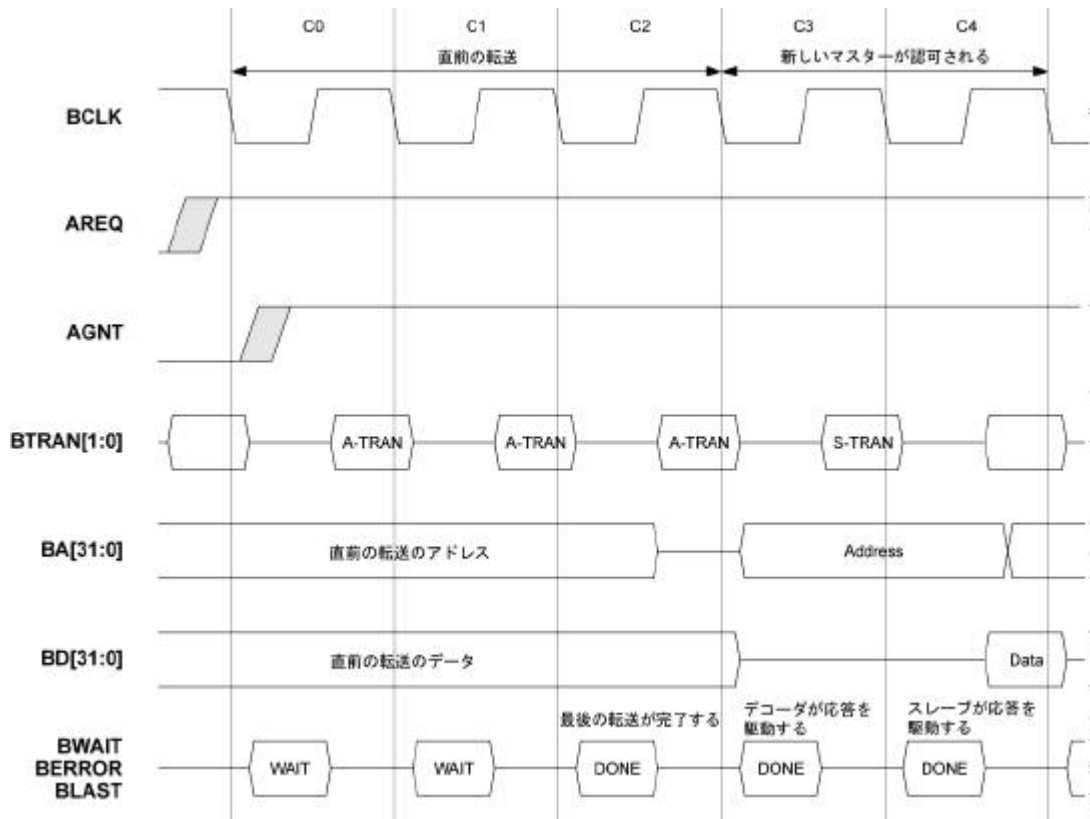 C0 C1 C2 C3 C4
直前の転送 新しいマスターが認可される
BCLK
AREQ
AGNT
BTRAN[1:0] A-TRAN A-TRAN A-TRAN S-TRAN
BA[31:0] 直前の転送のアドレス Address
BD[31:0] 直前の転送のデータ Data
最後の転送が完了する デコーダが応答を駆動する スレーブが応答を駆動する
BWAIT
BERROR WAIT WAIT DONE DONE DONE
BLAST